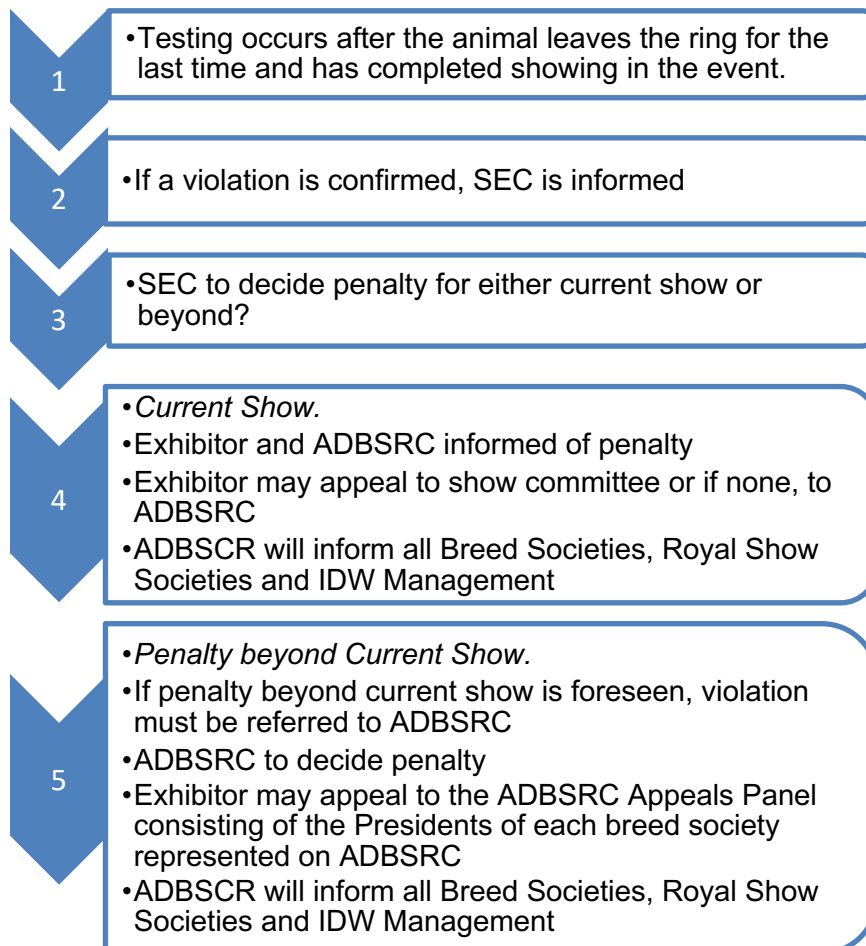 1
•Testing occurs after the animal leaves the ring for the
last time and has completed showing in the event.
2
•If a violation is confirmed, SEC is informed
3
•SEC to decide penalty for either current show or
beyond?
4
•Current Show.
•Exhibitor and ADBSRC informed of penalty
•Exhibitor may appeal to show committee or if none, to
ADBSRC
•ADBSCR will inform all Breed Societies, Royal Show
Societies and IDW Management
5
•Penalty beyond Current Show.
•If penalty beyond current show is foreseen, violation
must be referred to ADBSRC
•ADBSRC to decide penalty
•Exhibitor may appeal to the ADBSRC Appeals Panel
consisting of the Presidents of each breed society
represented on ADBSRC
•ADBSCR will inform all Breed Societies, Royal Show
Societies and IDW Management